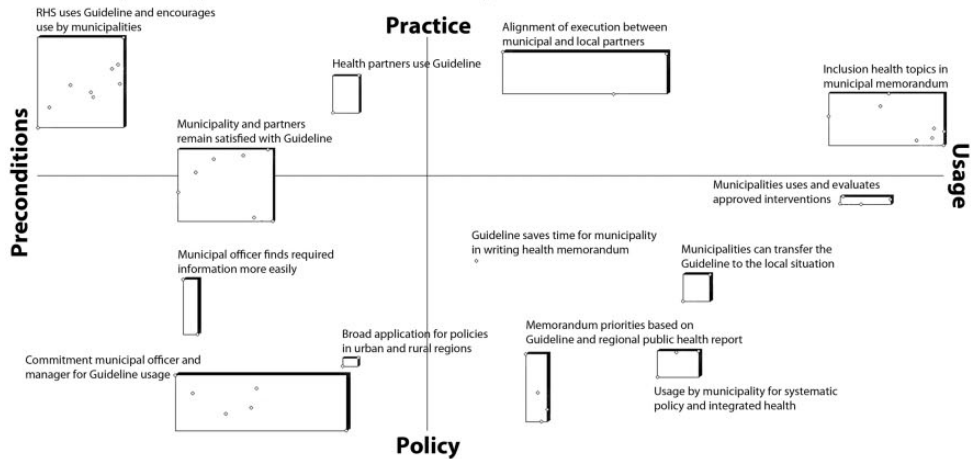 RHS uses Guideline and encourages
use by municipalities
Practice
Alignment of execution between
municipal and local partners
Health partners use Guideline
Inclusion health topics in
municipal memorandum
Municipality and partners
remain satisfied with Guideline
Preconditions
Usage
Municipalities uses and evaluates
approved interventions
Guideline saves time for municipality
in writing health memorandum
Municipalities can transfer the
Guideline to the local situation
Municipal officer finds required
information more easily
Broad application for policies
in urban and rural regions
Memorandum priorities based on
Guideline and regional public health report
Commitment municipal officer and
manager for Guideline usage
Usage by municipality for systematic
policy and integrated health
Policy